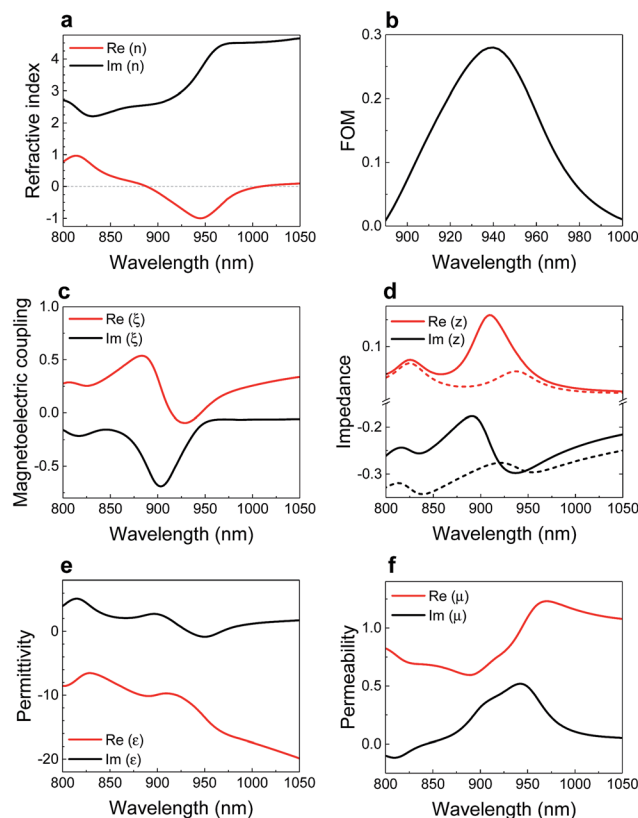 a
Re (n)
Im (n)
Refractive index
4
3
2
1
0
-1
800 850 900 950 1000 1050
Wavelength (nm)
b
FOM
0.3
0.2
0.1
0.0
900 920 940 960 980 1000
Wavelength (nm)
c
Re (ξ)
Im (ξ)
Magnetoelectric coupling
1.0
0.5
0.0
-0.5
800 850 900 950 1000 1050
Wavelength (nm)
d
Re (z)
Im (z)
Impedance
0.1
-0.2
-0.3
800 850 900 950 1000 1050
Wavelength (nm)
e
Permittivity
0
-10
-20
Re (ε)
Im (ε)
800 850 900 950 1000 1050
Wavelength (nm)
f
Re (μ)
Im (μ)
Permeability
1.0
0.5
0.0
800 850 900 950 1000 1050
Wavelength (nm)